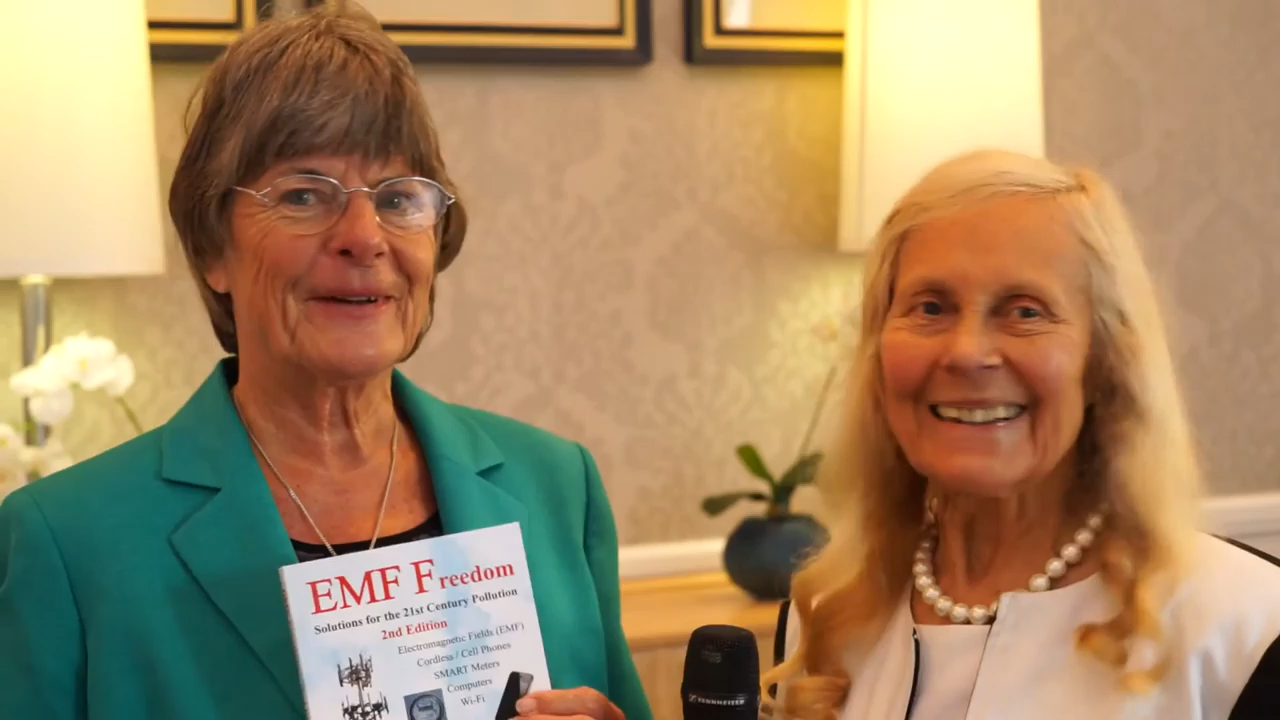 EMF Freedom
Solutions for the 21st Century Pollution
2nd Edition
Electromagnetic Fields (EMF)
Cordless / Cell Phones
SMART Meters
Computers
Wi-Fi
SENNHEISER